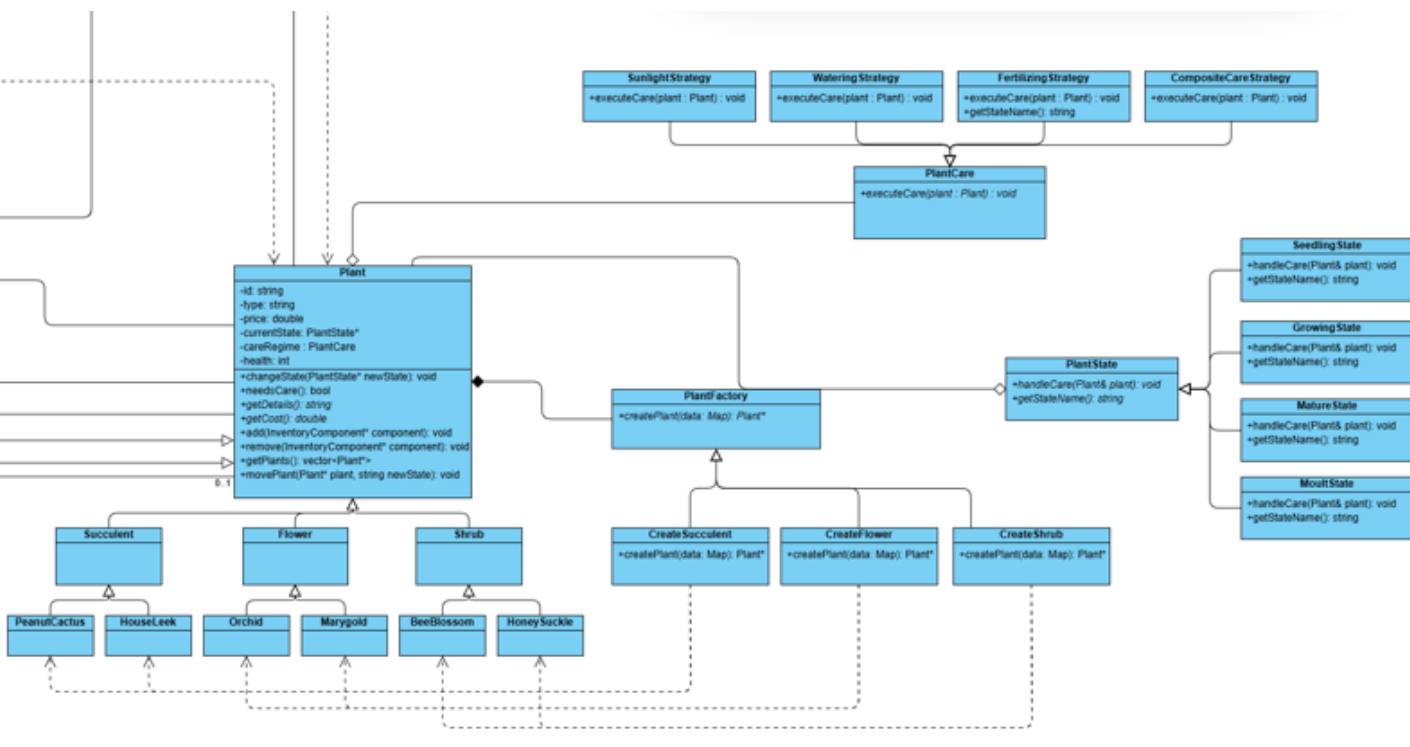 SunlightStrategy
+executeCare(plant : Plant) : void
WateringStrategy
+executeCare(plant : Plant) : void
FertilizingStrategy
+executeCare(plant : Plant) : void
+getStateName(): string
CompositeCareStrategy
+executeCare(plant : Plant) : void
PlantCare
+executeCare(plant : Plant) : void
Plant
-id: string
-type: string
-price: double
-currentState: PlantState*
-careRegime : PlantCare
-health: int
+changeState(PlantState* newState): void
+needsCare(): bool
+getDetails(): string
+getCost(): double
+add(InventoryComponent* component): void
+remove(InventoryComponent* component): void
+getPlants(): vector<Plant*>
+movePlant(Plant* plant, string newState): void
0..1
SeedlingState
+handleCare(Plant& plant): void
+getStateName(): string
GrowingState
+handleCare(Plant& plant): void
+getStateName(): string
PlantState
+handleCare(Plant& plant): void
+getStateName(): string
MatureState
+handleCare(Plant& plant): void
+getStateName(): string
MoultState
+handleCare(Plant& plant): void
+getStateName(): string
PlantFactory
+createPlant(data: Map): Plant*
Succulent
Flower
Shrub
CreateSucculent
+createPlant(data: Map): Plant*
CreateFlower
+createPlant(data: Map): Plant*
CreateShrub
+createPlant(data: Map): Plant*
PeanutCactus
HouseLeek
Orchid
Marygold
BeeBlossom
HoneySuckle